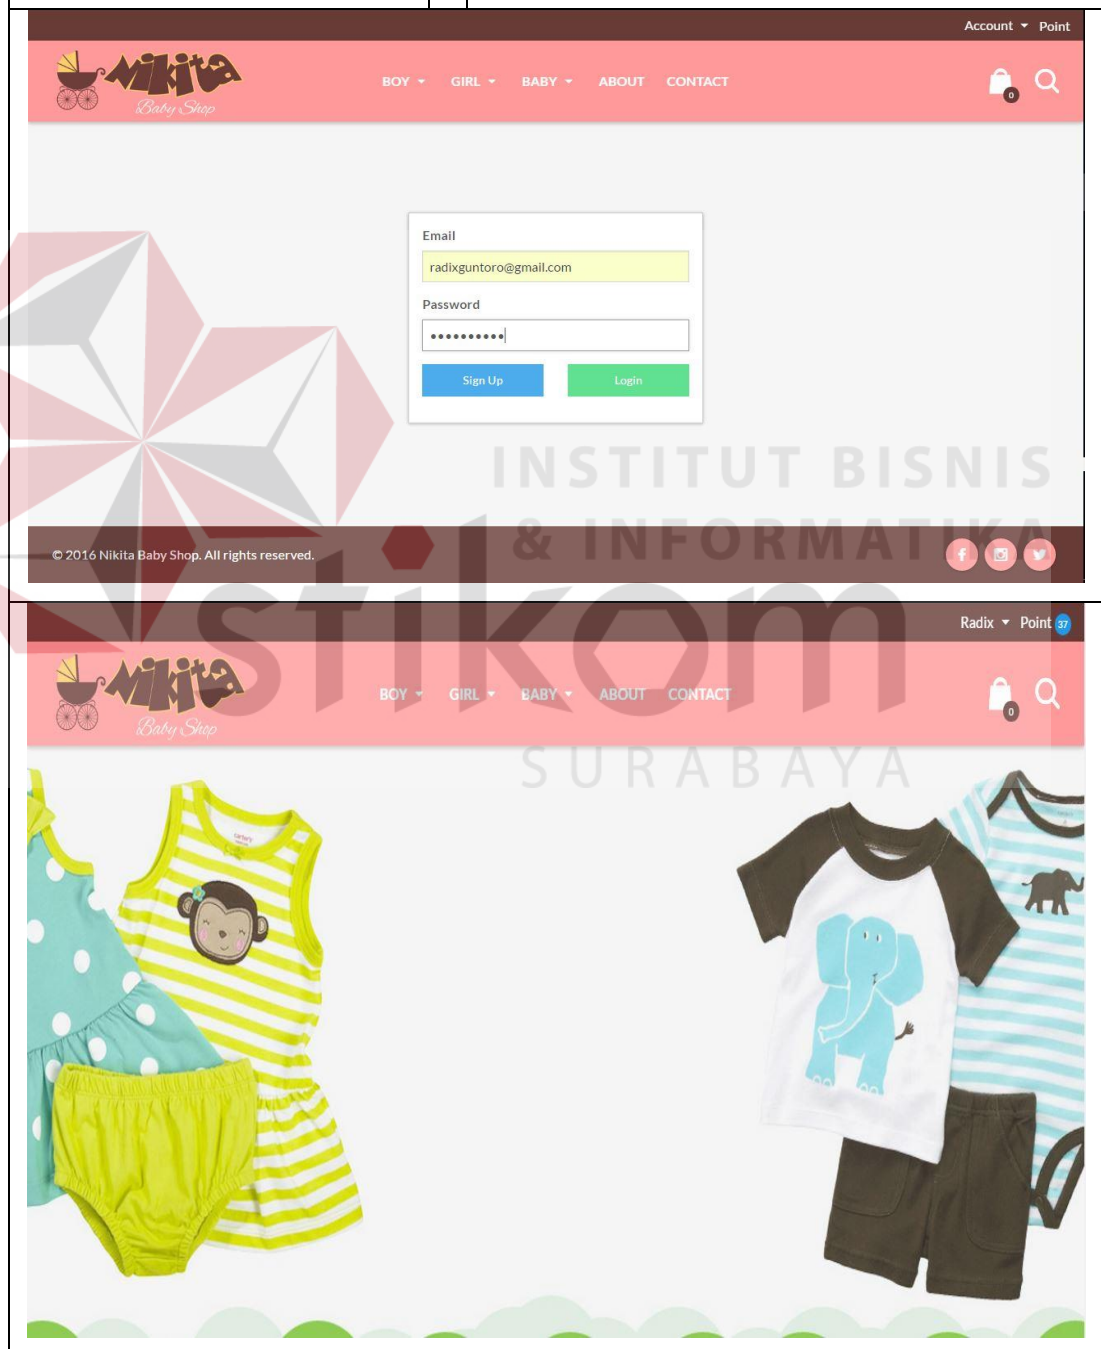 Account Point
Nikita
Baby Shop
BOY GIRL BABY ABOUT CONTACT
0
Email
radixguntoro@gmail.com
Password
••••••••••
Sign Up Login
INSTITUT BISNIS
& INFORMATIKA
© 2016 Nikita Baby Shop. All rights reserved.
stikom
Radix Point 37
Nikita
Baby Shop
BOY GIRL BABY ABOUT CONTACT
0
SURABAYA